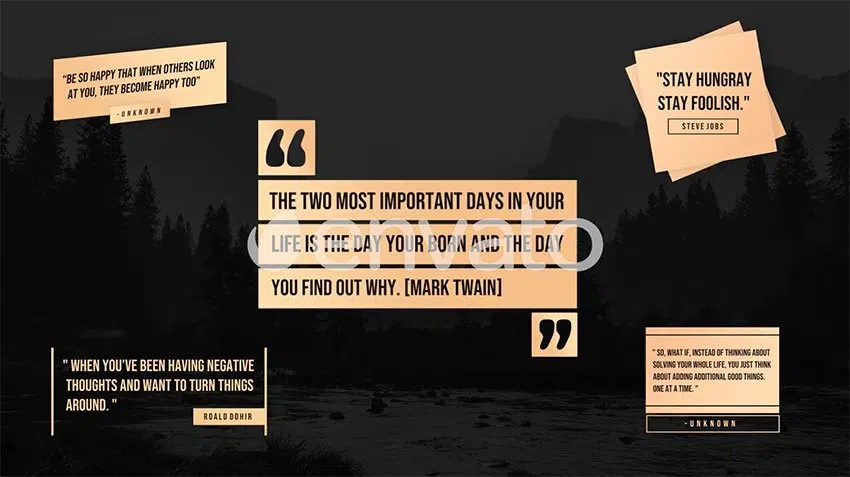 “BE SO HAPPY THAT WHEN OTHERS LOOK
AT YOU, THEY BECOME HAPPY TOO”
- UNKNOWN
"STAY HUNGRAY
STAY FOOLISH."
STEVE JOBS
“
THE TWO MOST IMPORTANT DAYS IN YOUR
LIFE IS THE DAY YOUR BORN AND THE DAY
YOU FIND OUT WHY. [MARK TWAIN]
”
envato
" WHEN YOU’VE BEEN HAVING NEGATIVE
THOUGHTS AND WANT TO TURN THINGS
AROUND. "
ROALD DOHIR
" SO, WHAT IF, INSTEAD OF THINKING ABOUT
SOLVING YOUR WHOLE LIFE, YOU JUST THINK
ABOUT ADDING ADDITIONAL GOOD THINGS.
ONE AT A TIME. "
- UNKNOWN